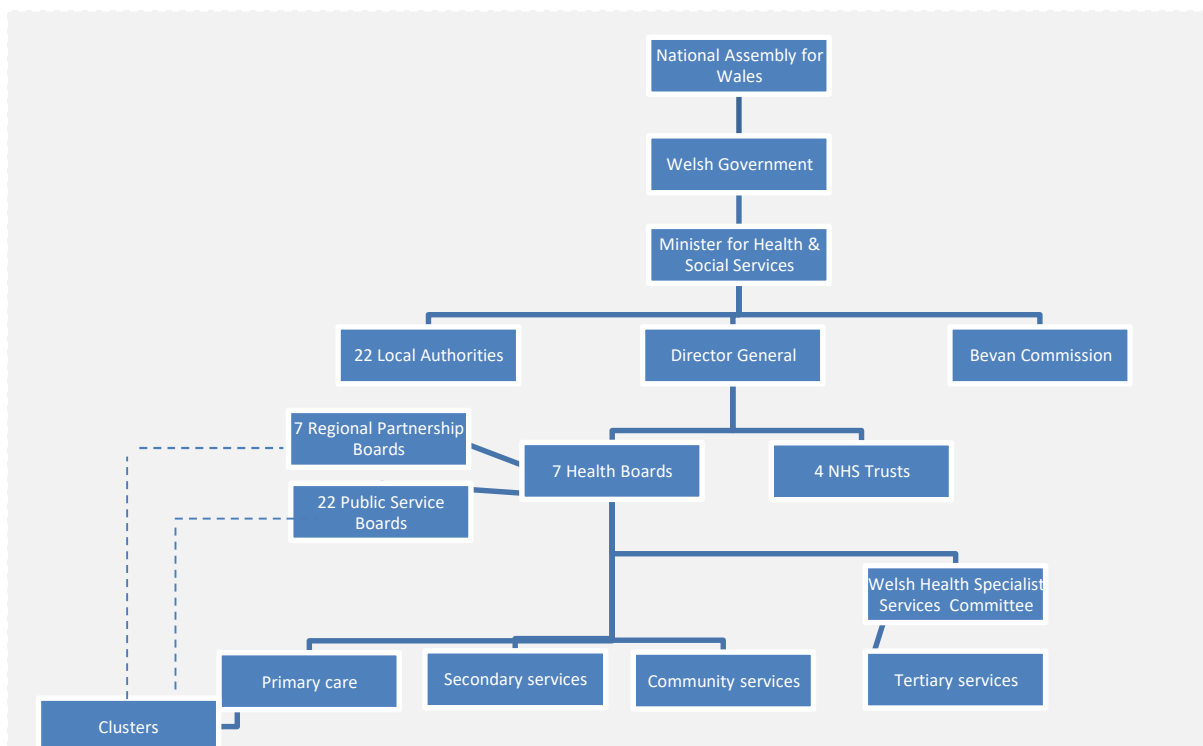 National Assembly for
Wales
Welsh Government
Minister for Health &
Social Services
22 Local Authorities
Director General
Bevan Commission
7 Regional Partnership
Boards
7 Health Boards
4 NHS Trusts
22 Public Service
Boards
Welsh Health Specialist
Services Committee
Primary care
Secondary services
Community services
Tertiary services
Clusters